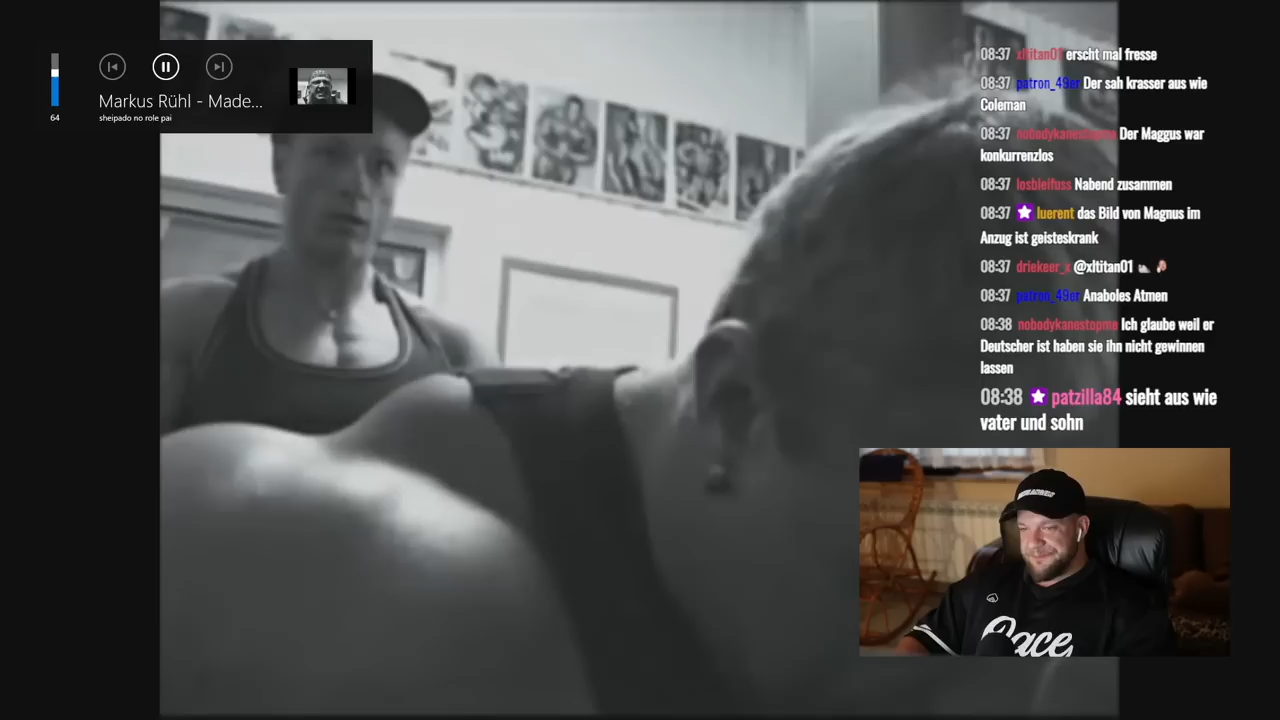 Markus Rühl - Made...
sheipado no role pai
64
08:37 xltitan01 erscht mal fresse
08:37 patron_49er Der sah krasser aus wie
Coleman
08:37 nobodykanestopme Der Maggus war
konkurrenzlos
08:37 losbleifuss Nabend zusammen
08:37 luerent das Bild von Magnus im
Anzug ist geisteskrank
08:37 driekeer_x @xltitan01
08:37 patron_49er Anaboles Atmen
08:38 nobodykanestopme Ich glaube weil er
Deutscher ist haben sie ihn nicht gewinnen
lassen
08:38 patzilla84 sieht aus wie
vater und sohn